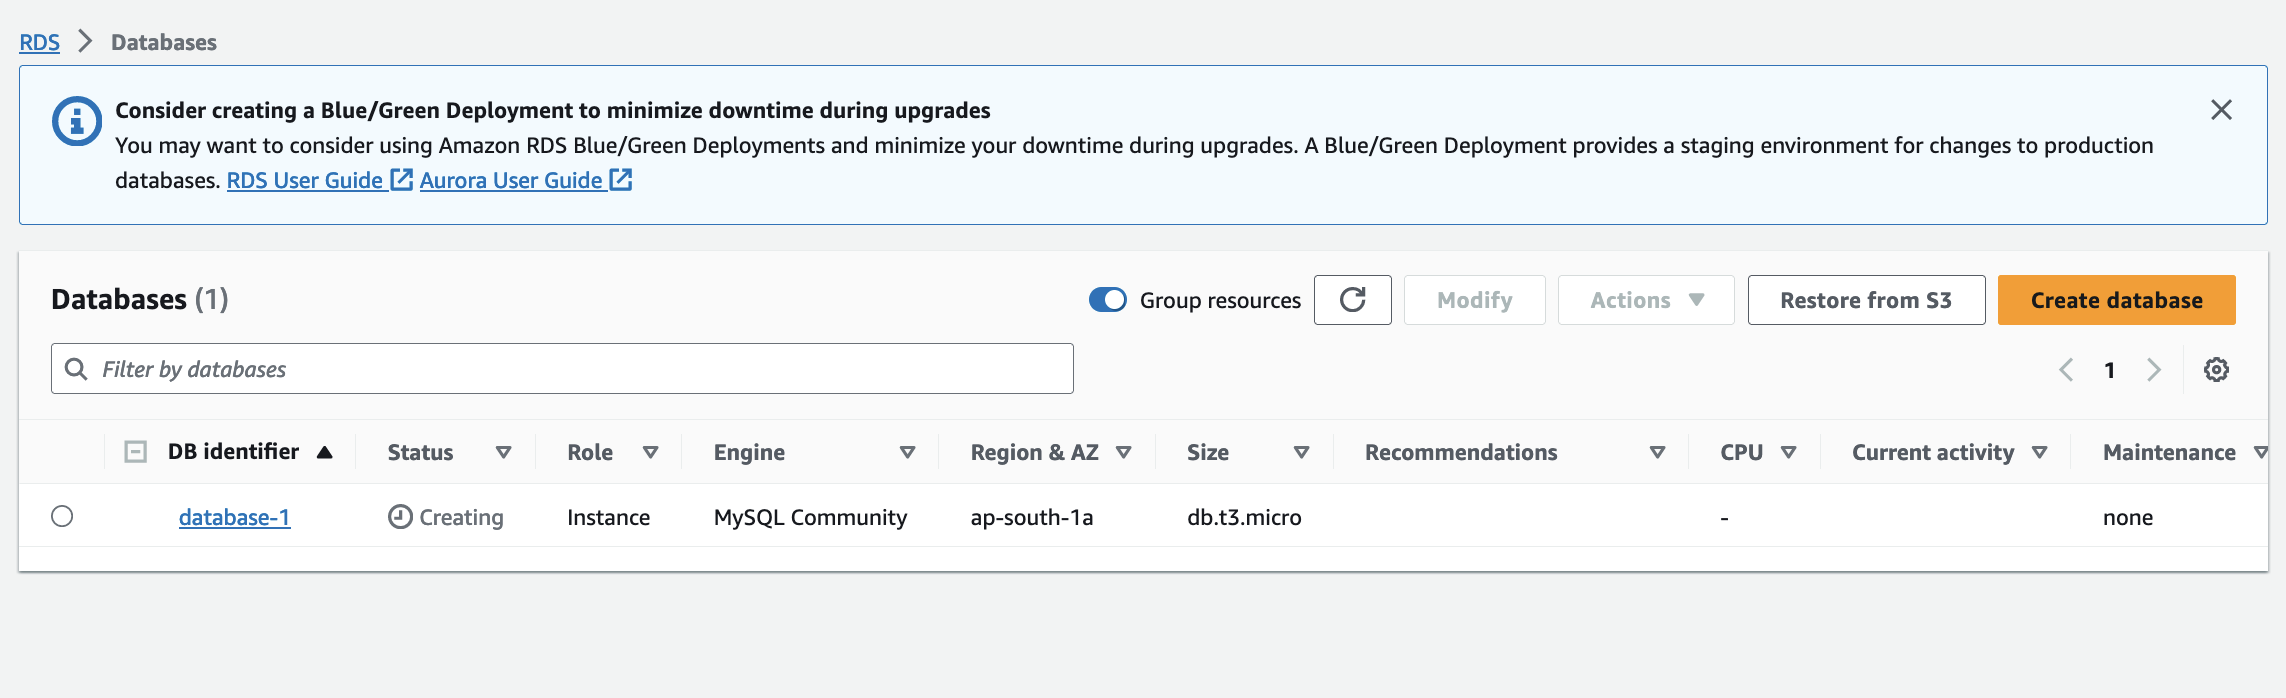 RDS > Databases
Consider creating a Blue/Green Deployment to minimize downtime during upgrades
You may want to consider using Amazon RDS Blue/Green Deployments and minimize your downtime during upgrades. A Blue/Green Deployment provides a staging environment for changes to production
databases. RDS User Guide Aurora User Guide
Databases (1) Group resources Modify Actions Restore from S3 Create database
Filter by databases 1
DB identifier Status Role Engine Region & AZ Size Recommendations CPU Current activity Maintenance
database-1 Creating Instance MySQL Community ap-south-1a db.t3.micro - none